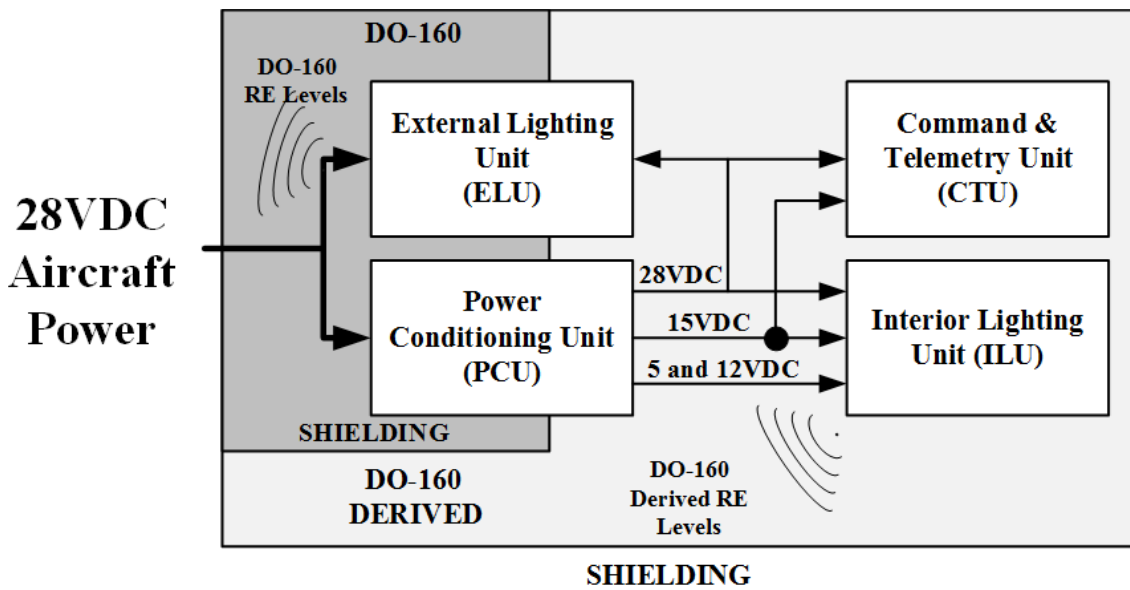 DO-160
DO-160
RE Levels
External Lighting
Unit
(ELU)
Command &
Telemetry Unit
(CTU)
28VDC
Aircraft
Power
28VDC
15VDC
5 and 12VDC
Power
Conditioning Unit
(PCU)
Interior Lighting
Unit (ILU)
SHIELDING
DO-160
DERIVED
DO-160
Derived RE
Levels
SHIELDING